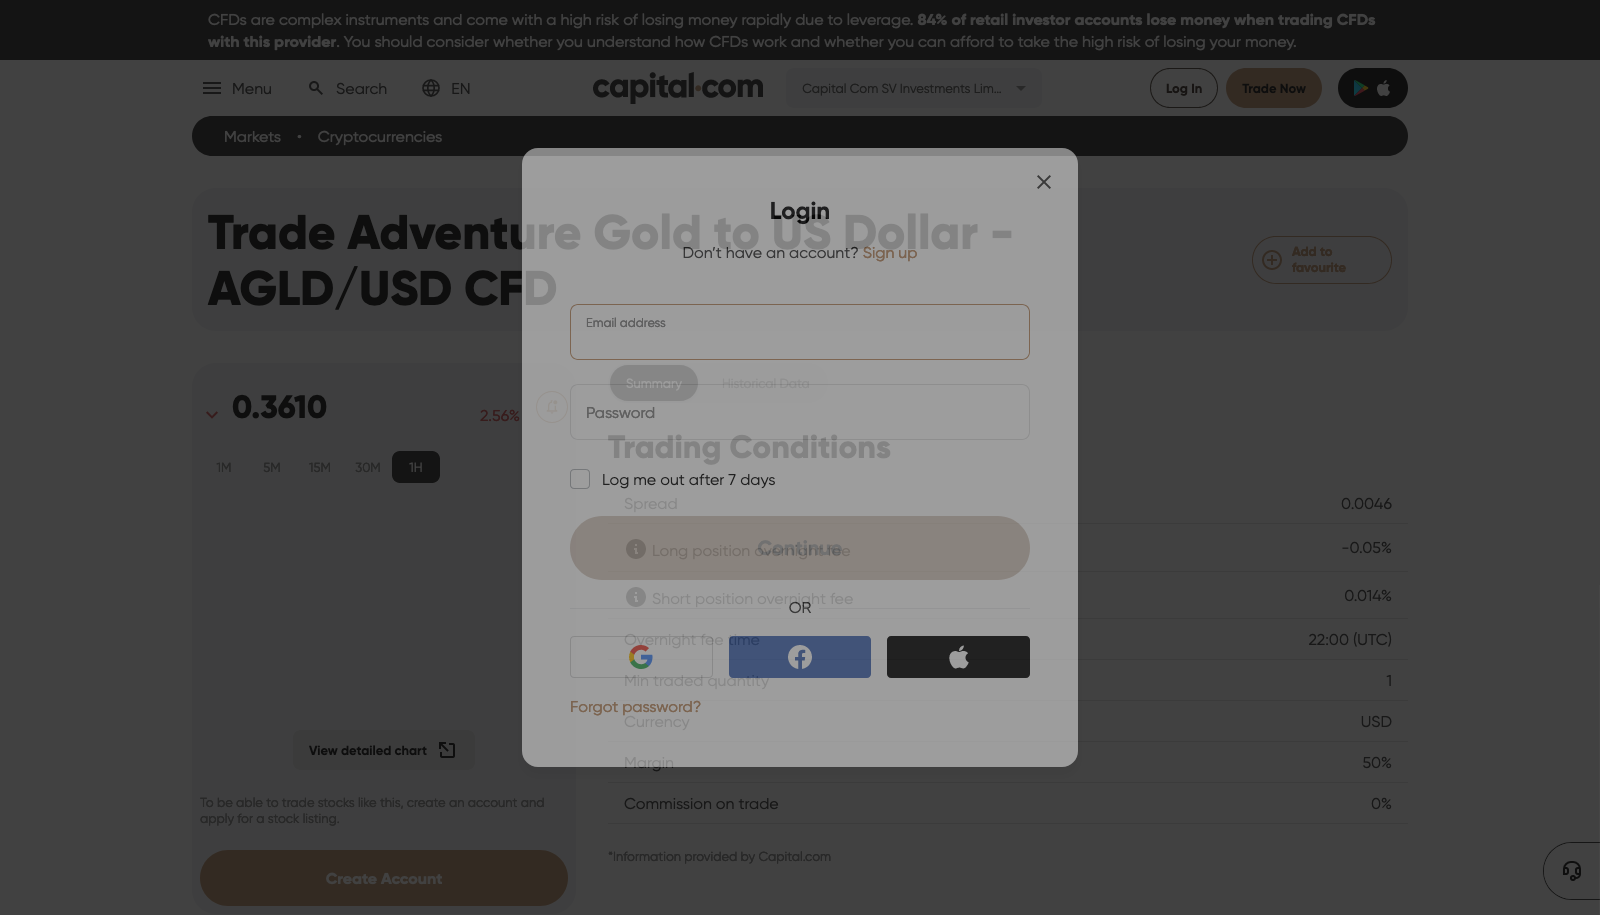 CFDs are complex instruments and come with a high risk of losing money rapidly due to leverage. 84% of retail investor accounts lose money when trading CFDs
with this provider. You should consider whether you understand how CFDs work and whether you can afford to take the high risk of losing your money.
Menu
Search
EN
capital.com
Capital Com SV Investments Lim...
Log In
Trade Now
Markets • Cryptocurrencies
Trade Adventure Gold to US Dollar -
AGLD/USD CFD
Add to
favourite
Login
Don't have an account? Sign up
Email address
Password
Log me out after 7 days
Continue
OR
Forgot password?
0.3610
2.56%
1M
5M
15M
30M
1H
View detailed chart
To be able to trade stocks like this, create an account and
apply for a stock listing.
Create Account
Summary
Historical Data
Trading Conditions
Spread 0.0046
Long position overnight fee -0.05%
Short position overnight fee 0.014%
Overnight fee time 22:00 (UTC)
Min traded quantity 1
Currency USD
Margin 50%
Commission on trade 0%
*Information provided by Capital.com